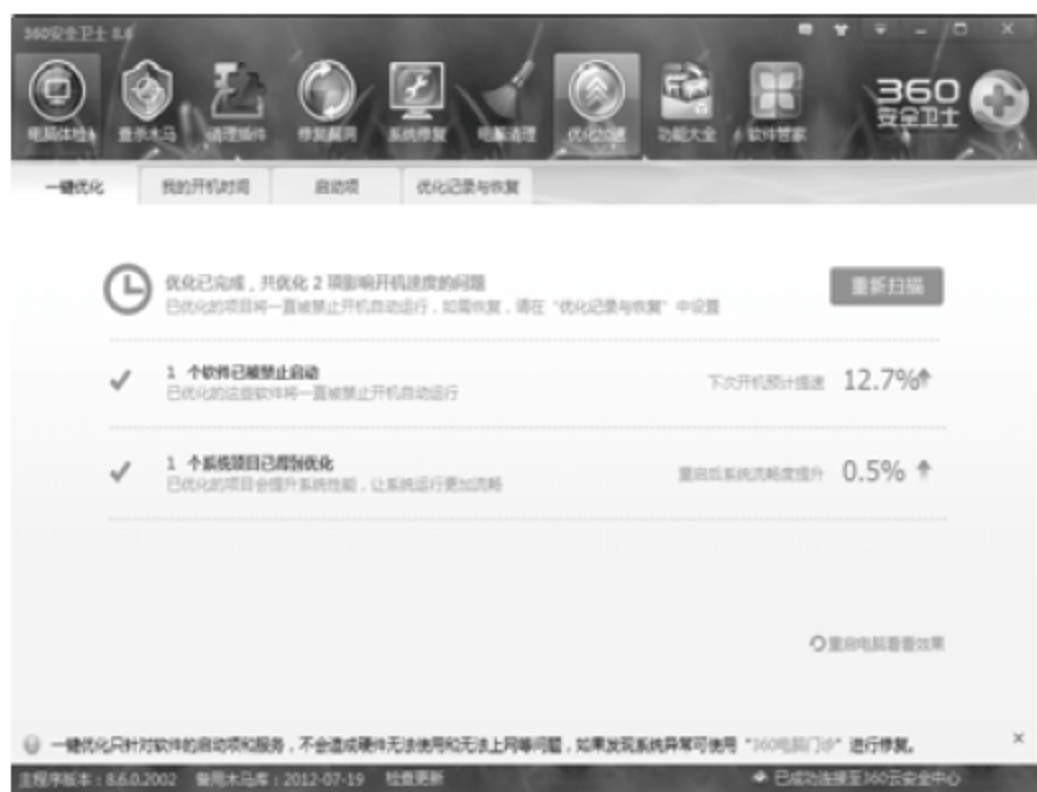 360安全卫士 8.6
电脑体检 查杀木马 清理插件 修复漏洞 系统修复 电脑清理 优化加速 功能大全 软件管家
360
安全卫士
一键优化 我的开机时间 启动项 优化记录与恢复
优化已完成，共优化 2 项影响开机速度的问题
重新扫描
已优化的项目将一直被禁止开机自动运行，如需恢复，请在“优化记录与恢复”中设置
1 个软件已被禁止启动
已优化的这些软件将一直被禁止开机自动运行
下次开机预计提速 12.7%
1 个系统项目已得到优化
已优化的项目会提升系统性能，让系统运行更加流畅
重启后系统流畅度提升 0.5%
重启电脑看看效果
一键优化只针对软件的启动项和服务，不会造成硬件无法使用和无法上网等问题，如果发现系统异常可使用“360电脑门诊”进行修复。
主程序版本：8.6.0.2002 备用木马库：2012-07-19 检查更新 已成功连接至360云安全中心